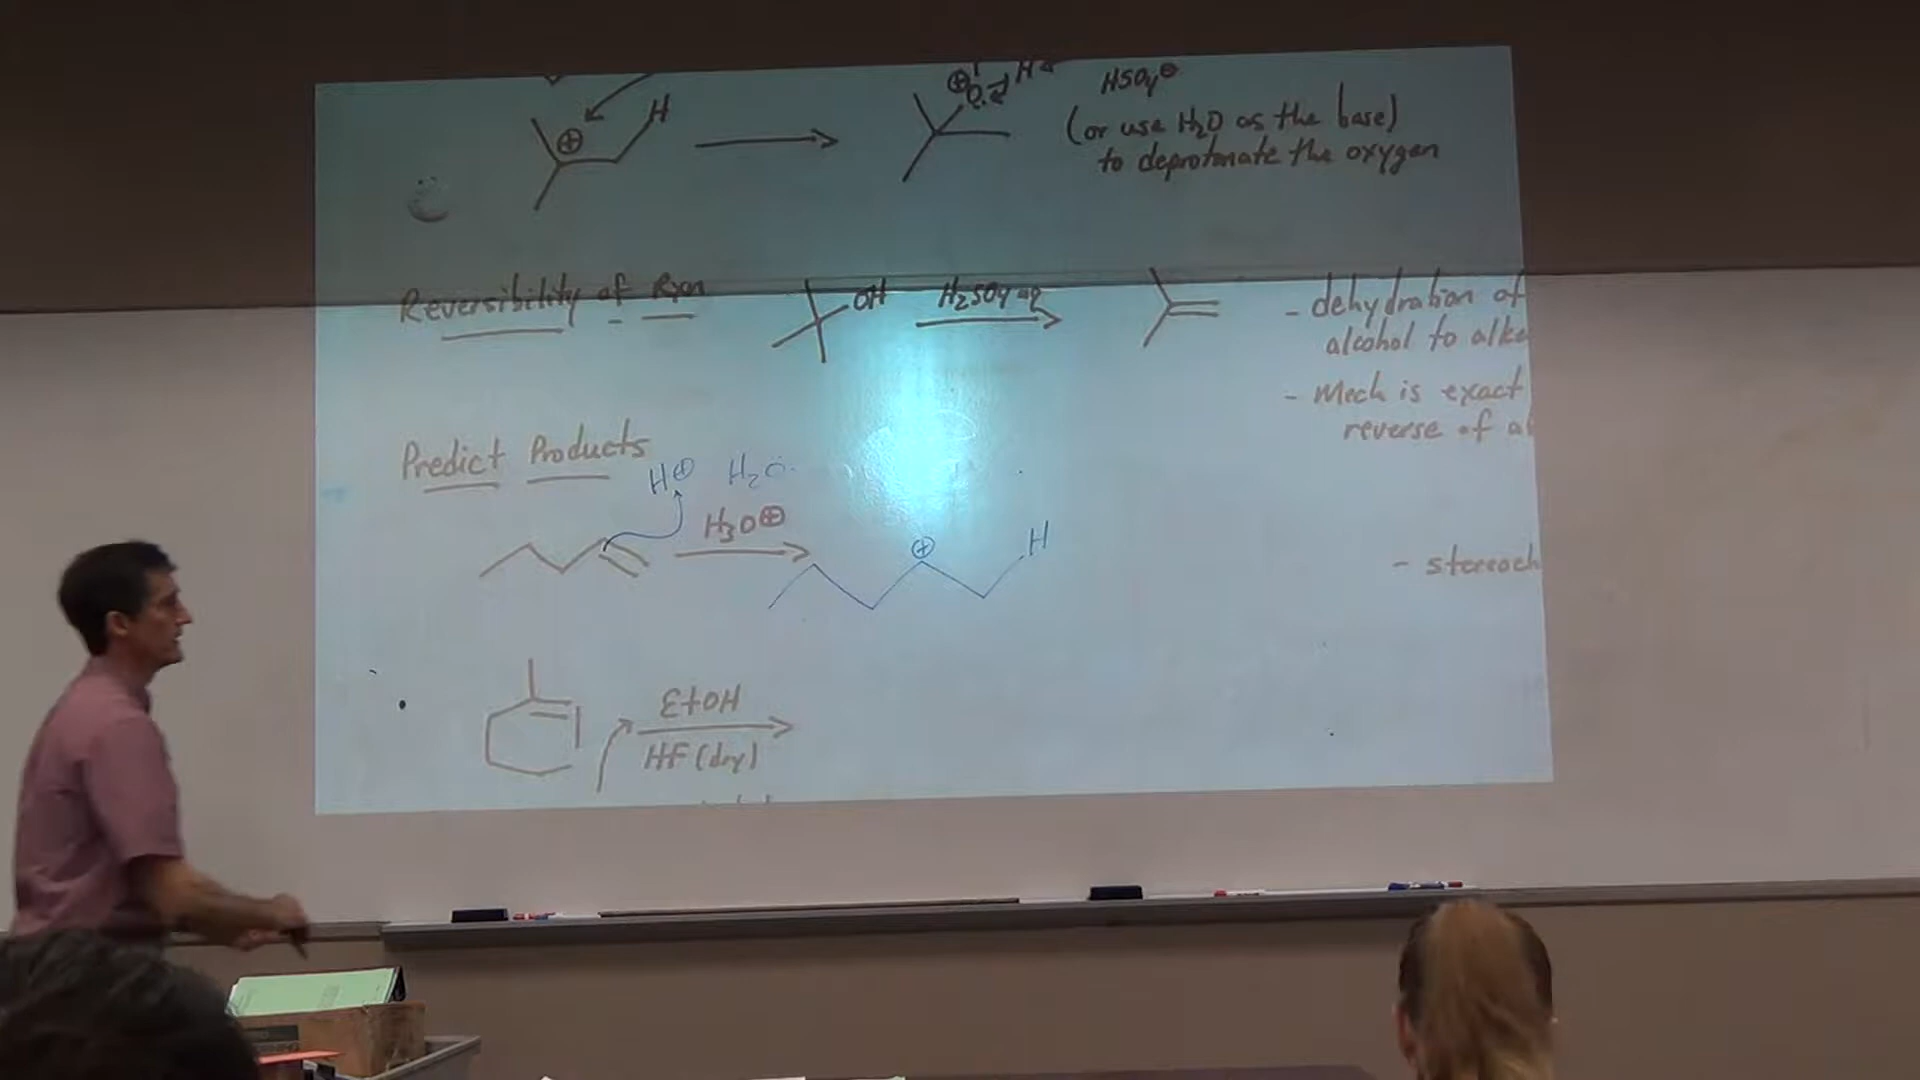 H
⊕
⊕
H
HSO4⊖
(or use H2O as the base)
to deprotonate the oxygen
Reversibility of Rxn
OH
H2SO4 aq
- dehydration of
alcohol to alke
- Mech is exact
reverse of a
Predict Products
H⊕ H2Ö:
H3O⊕
⊕
H
- stereoch
EtOH
HF (dry)